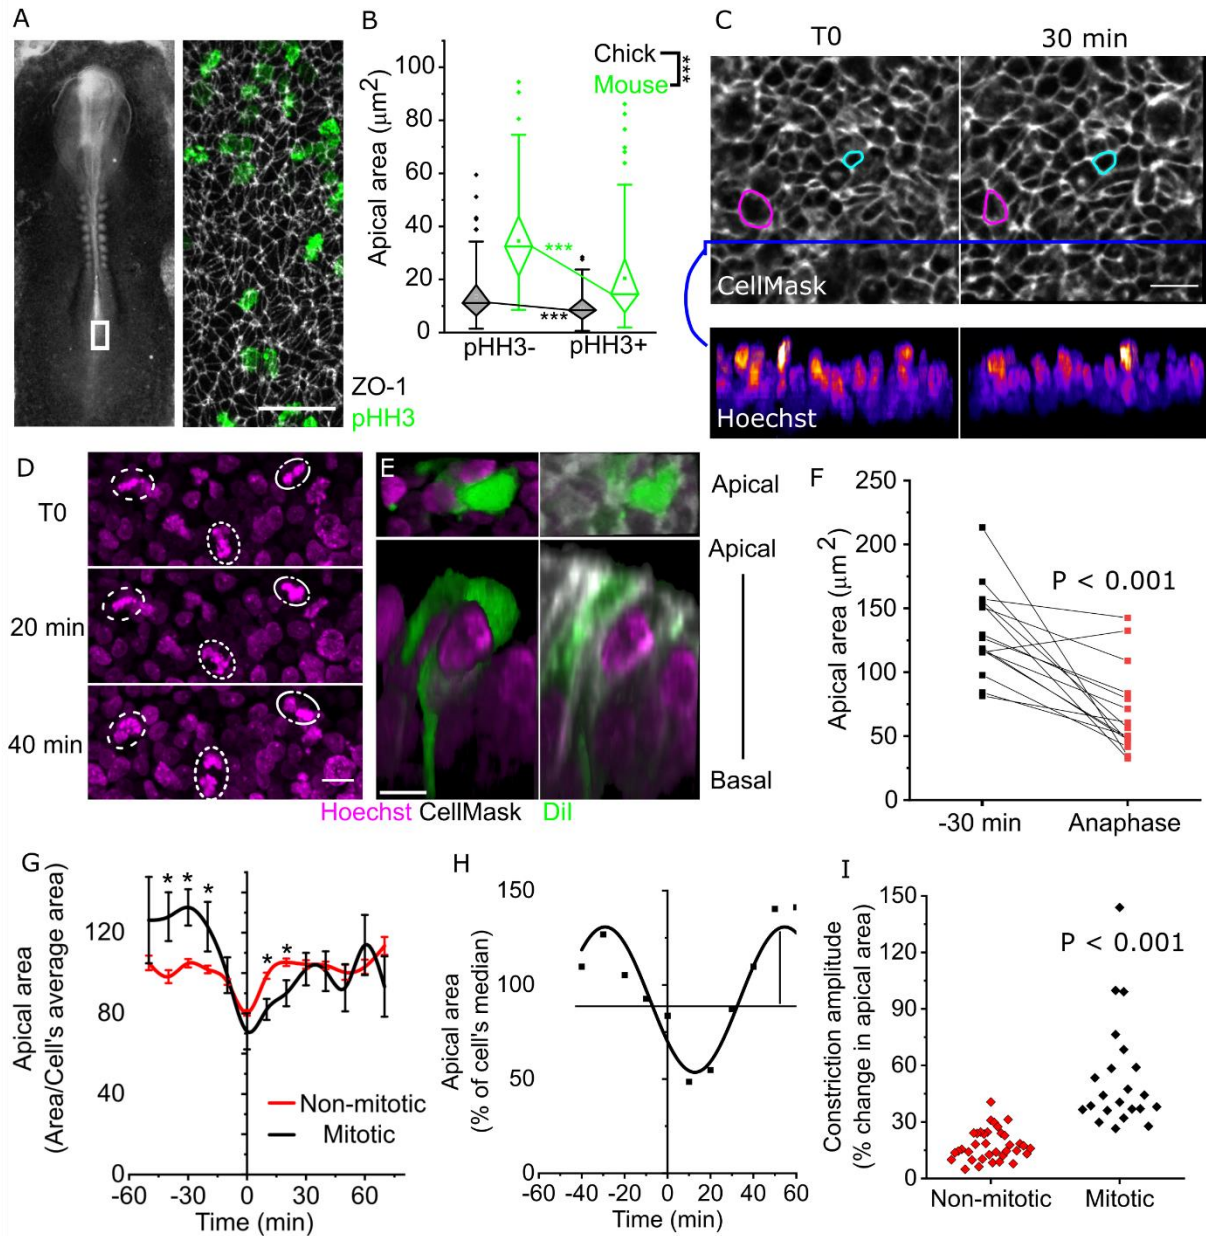 A
ZO-1
pHH3
B
Apical area (µm²)
100
80
60
40
20
0
Chick
Mouse
***
***
***
pHH3-
pHH3+
C
T0
30 min
CellMask
Hoechst
D
T0
20 min
40 min
E
Apical
Apical
Basal
Hoechst CellMask DiI
F
Apical area (µm²)
250
200
150
100
50
0
P < 0.001
-30 min
Anaphase
G
Apical area
(Area/Cell's average area)
120
80
40
0
* * *
* *
Non-mitotic
Mitotic
-60 -30 0 30 60
Time (min)
H
Apical area
(% of cell's median)
150
100
50
0
-60 -40 -20 0 20 40 60
Time (min)
I
Constriction amplitude
(% change in apical area)
150
120
90
60
30
0
P < 0.001
Non-mitotic
Mitotic